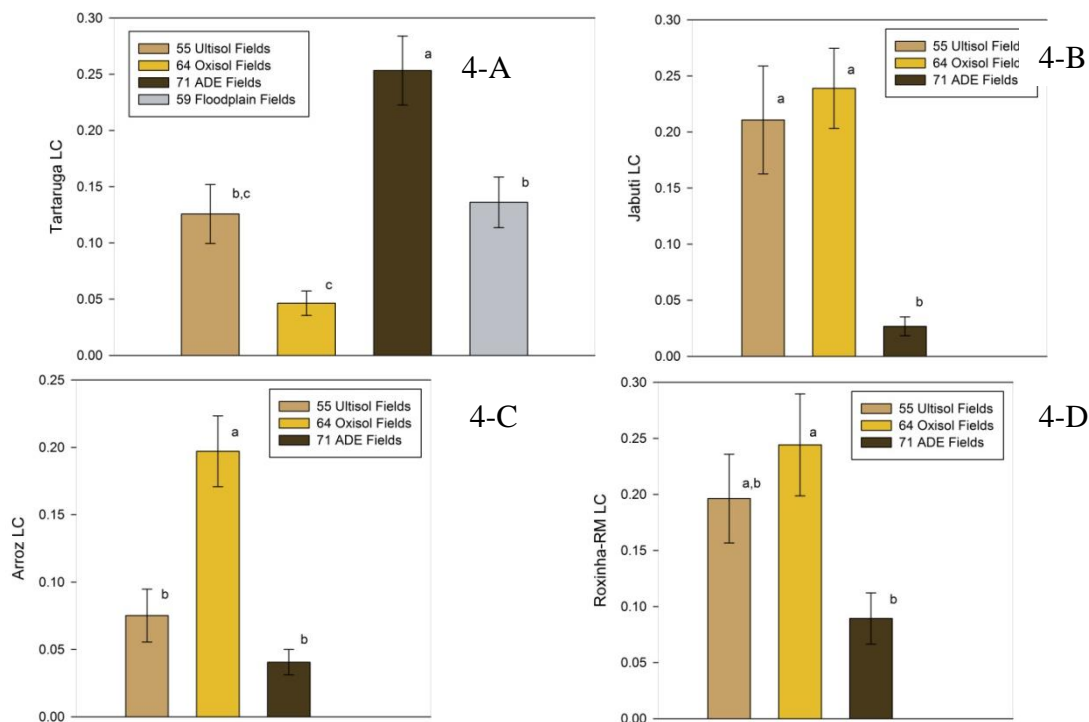 4-A
Tartaruga LC
0.30
0.25
0.20
0.15
0.10
0.05
0.00
55 Ultisol Fields
64 Oxisol Fields
71 ADE Fields
59 Floodplain Fields
b,c
c
a
b
4-B
Jabuti LC
0.30
0.25
0.20
0.15
0.10
0.05
0.00
55 Ultisol Field
64 Oxisol Field
71 ADE Fields
a
a
b
4-C
Arroz LC
0.25
0.20
0.15
0.10
0.05
0.00
55 Ultisol Fields
64 Oxisol Fields
71 ADE Fields
b
a
b
4-D
Roxinha-RM LC
0.30
0.25
0.20
0.15
0.10
0.05
0.00
55 Ultisol Fields
64 Oxisol Fields
71 ADE Fields
a,b
a
b